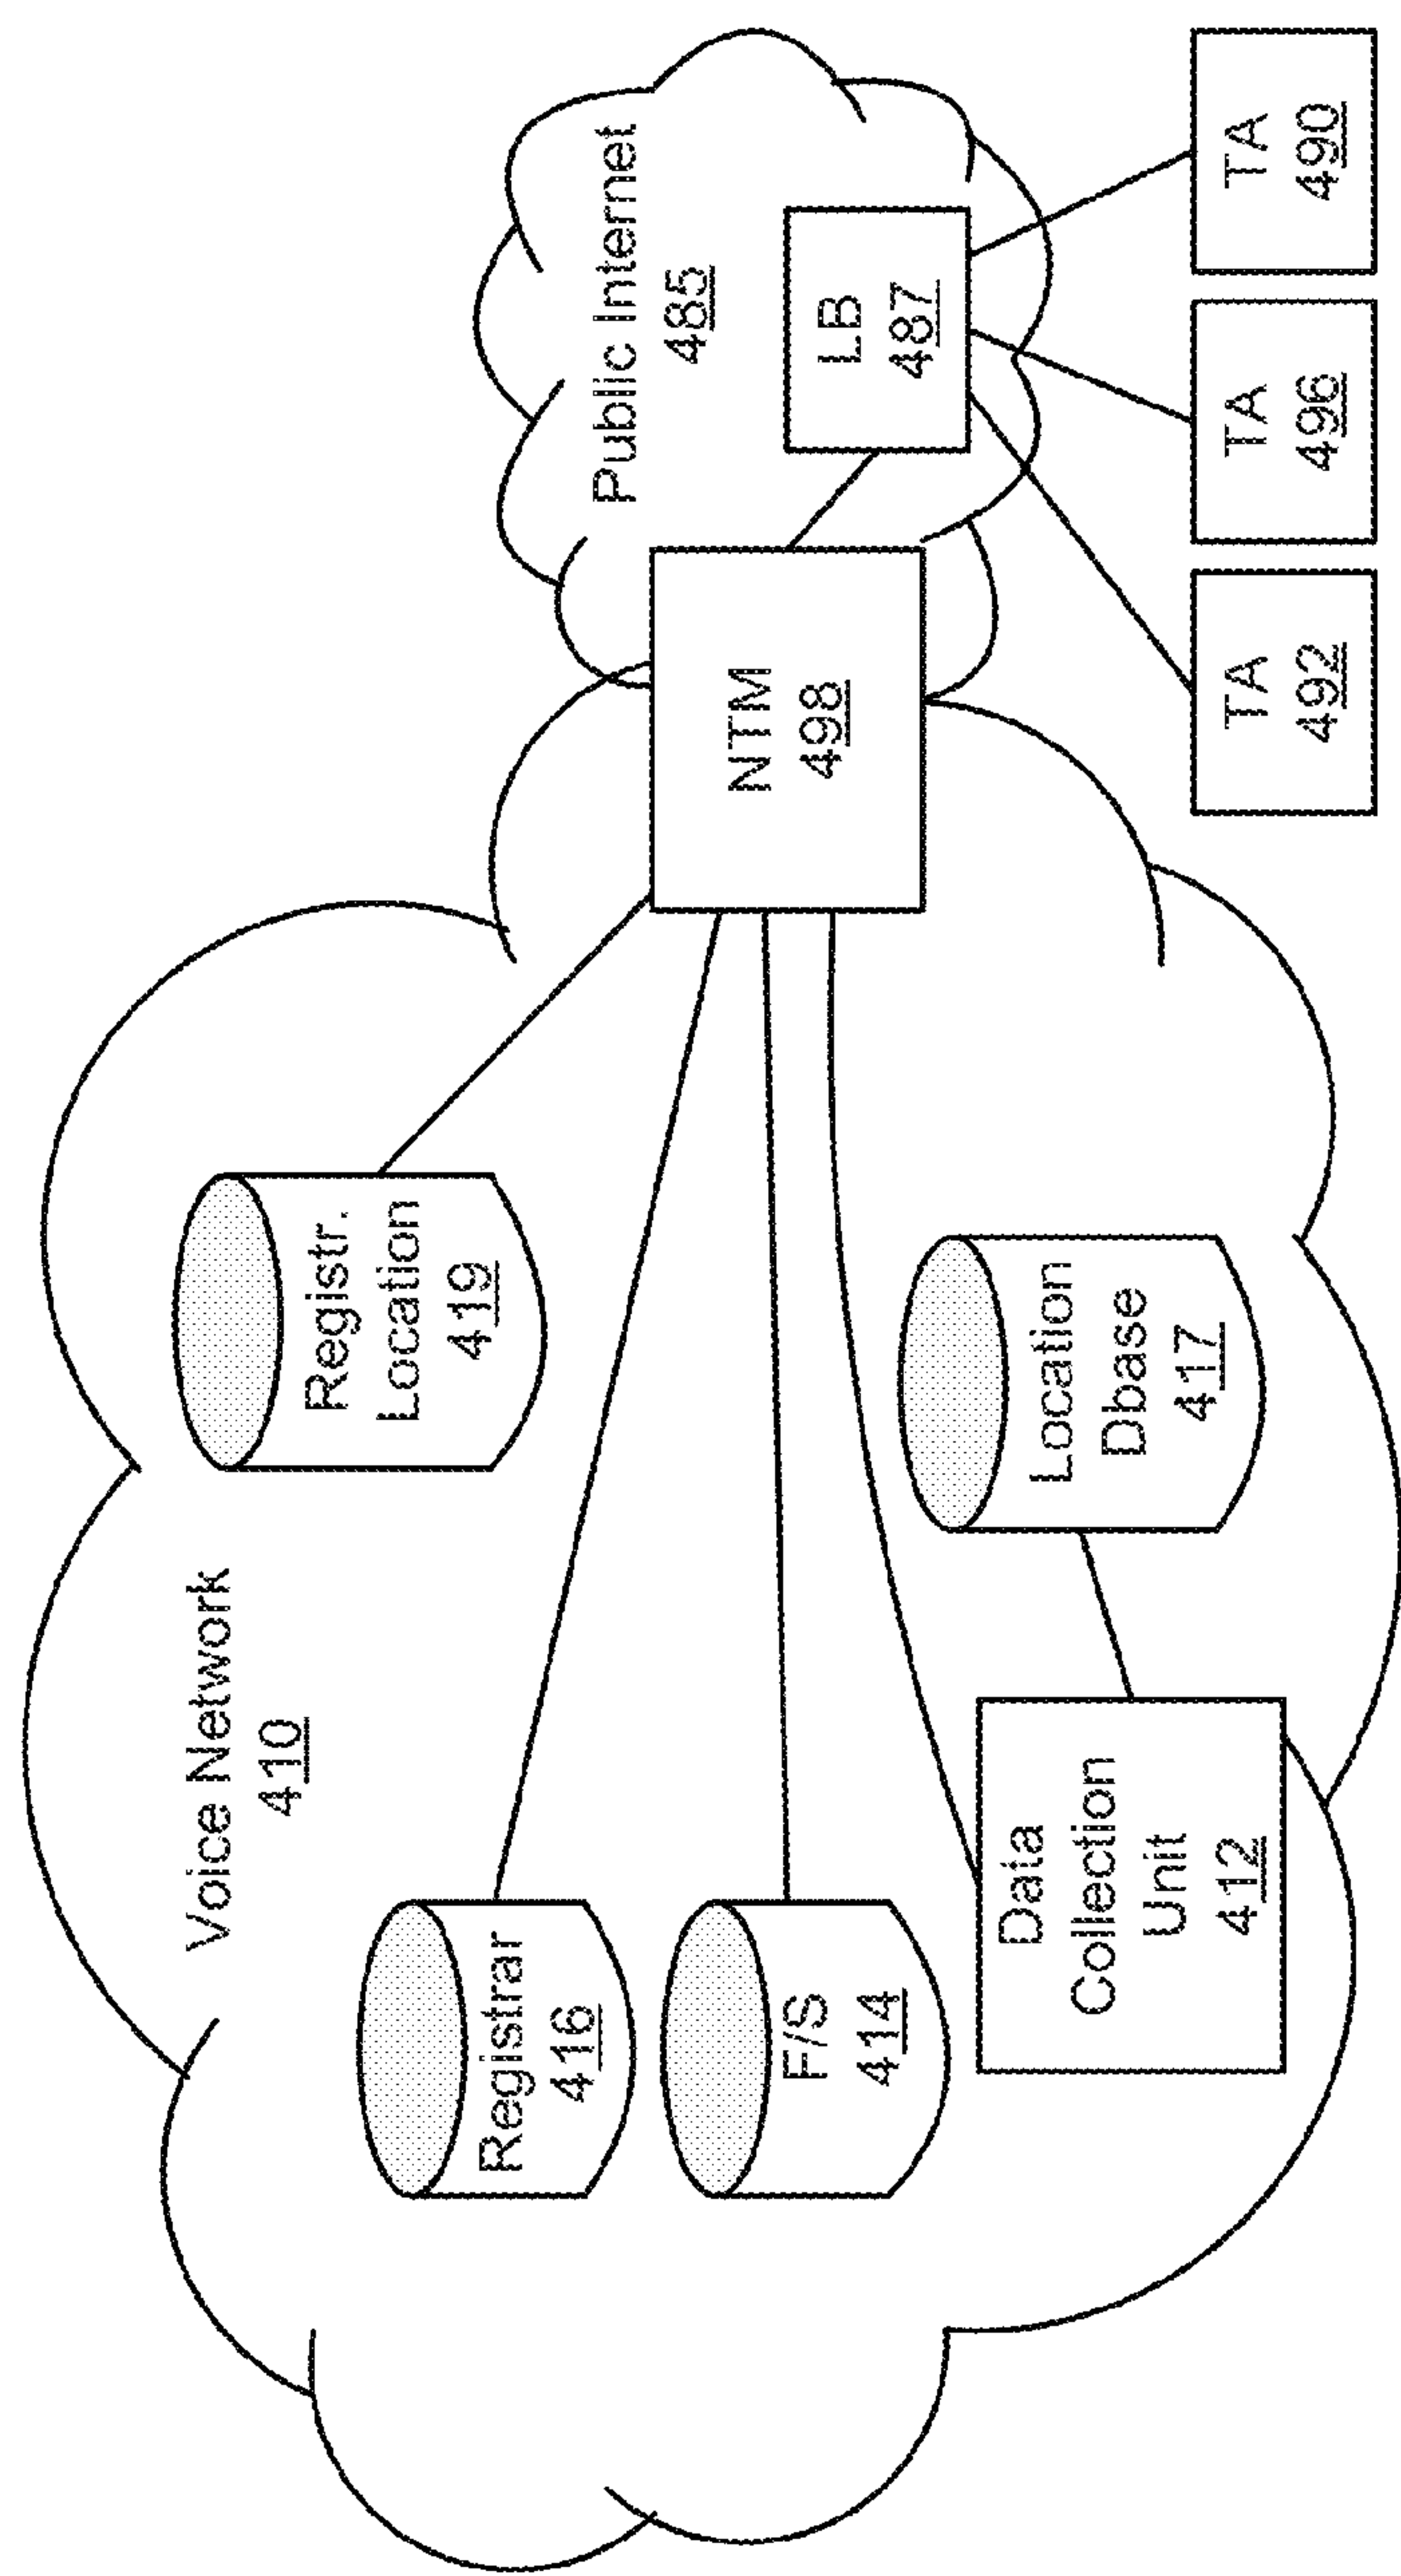 Voice Network
410
Registr.
Location
419
Registrar
416
F/S
414
Data
Collection
Unit
412
Location
Dbase
417
NTM
498
Public Internet
485
LB
487
TA
492
TA
496
TA
490